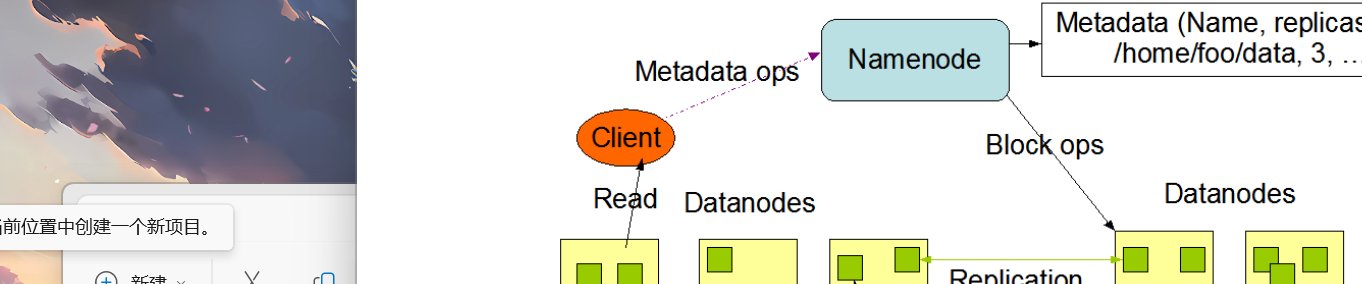 Metadata (Name, replicas
/home/foo/data, 3, ...
Namenode
Metadata ops
Client
Block ops
Read
Datanodes
Datanodes
Replication
前位置中创建一个新项目。
新建